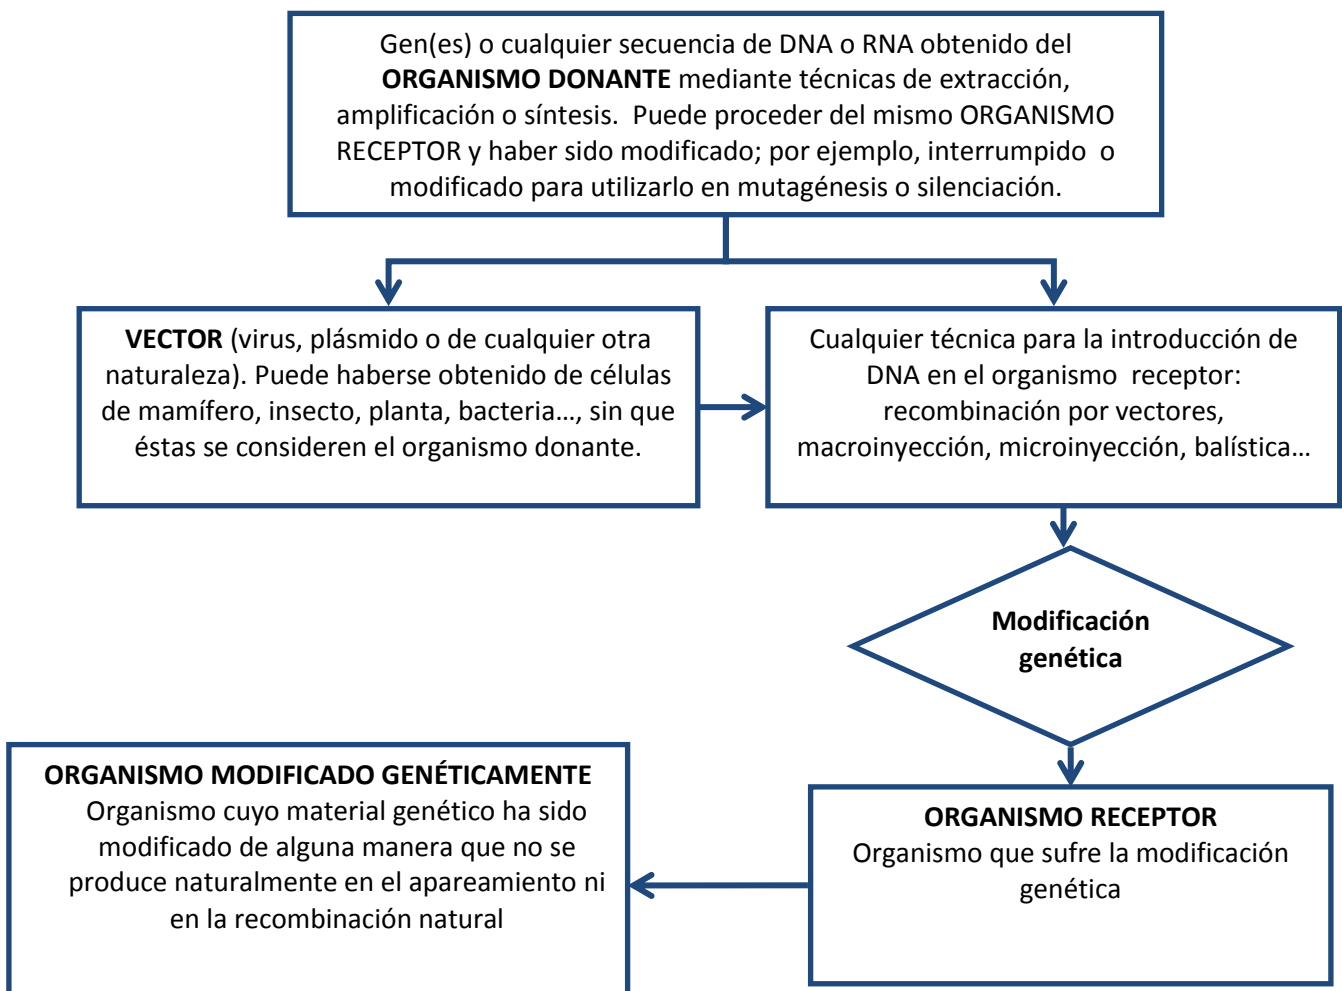 Gen(es) o cualquier secuencia de DNA o RNA obtenido del
ORGANISMO DONANTE mediante técnicas de extracción,
amplificación o síntesis. Puede proceder del mismo ORGANISMO
RECEPTOR y haber sido modificado; por ejemplo, interrumpido o
modificado para utilizarlo en mutagénesis o silenciación.
VECTOR (virus, plásmido o de cualquier otra
naturaleza). Puede haberse obtenido de células
de mamífero, insecto, planta, bacteria…, sin que
éstas se consideren el organismo donante.
Cualquier técnica para la introducción de
DNA en el organismo receptor:
recombinación por vectores,
macroinyección, microinyección, balística…
Modificación
genética
ORGANISMO MODIFICADO GENÉTICAMENTE
Organismo cuyo material genético ha sido
modificado de alguna manera que no se
produce naturalmente en el apareamiento ni
en la recombinación natural
ORGANISMO RECEPTOR
Organismo que sufre la modificación
genética